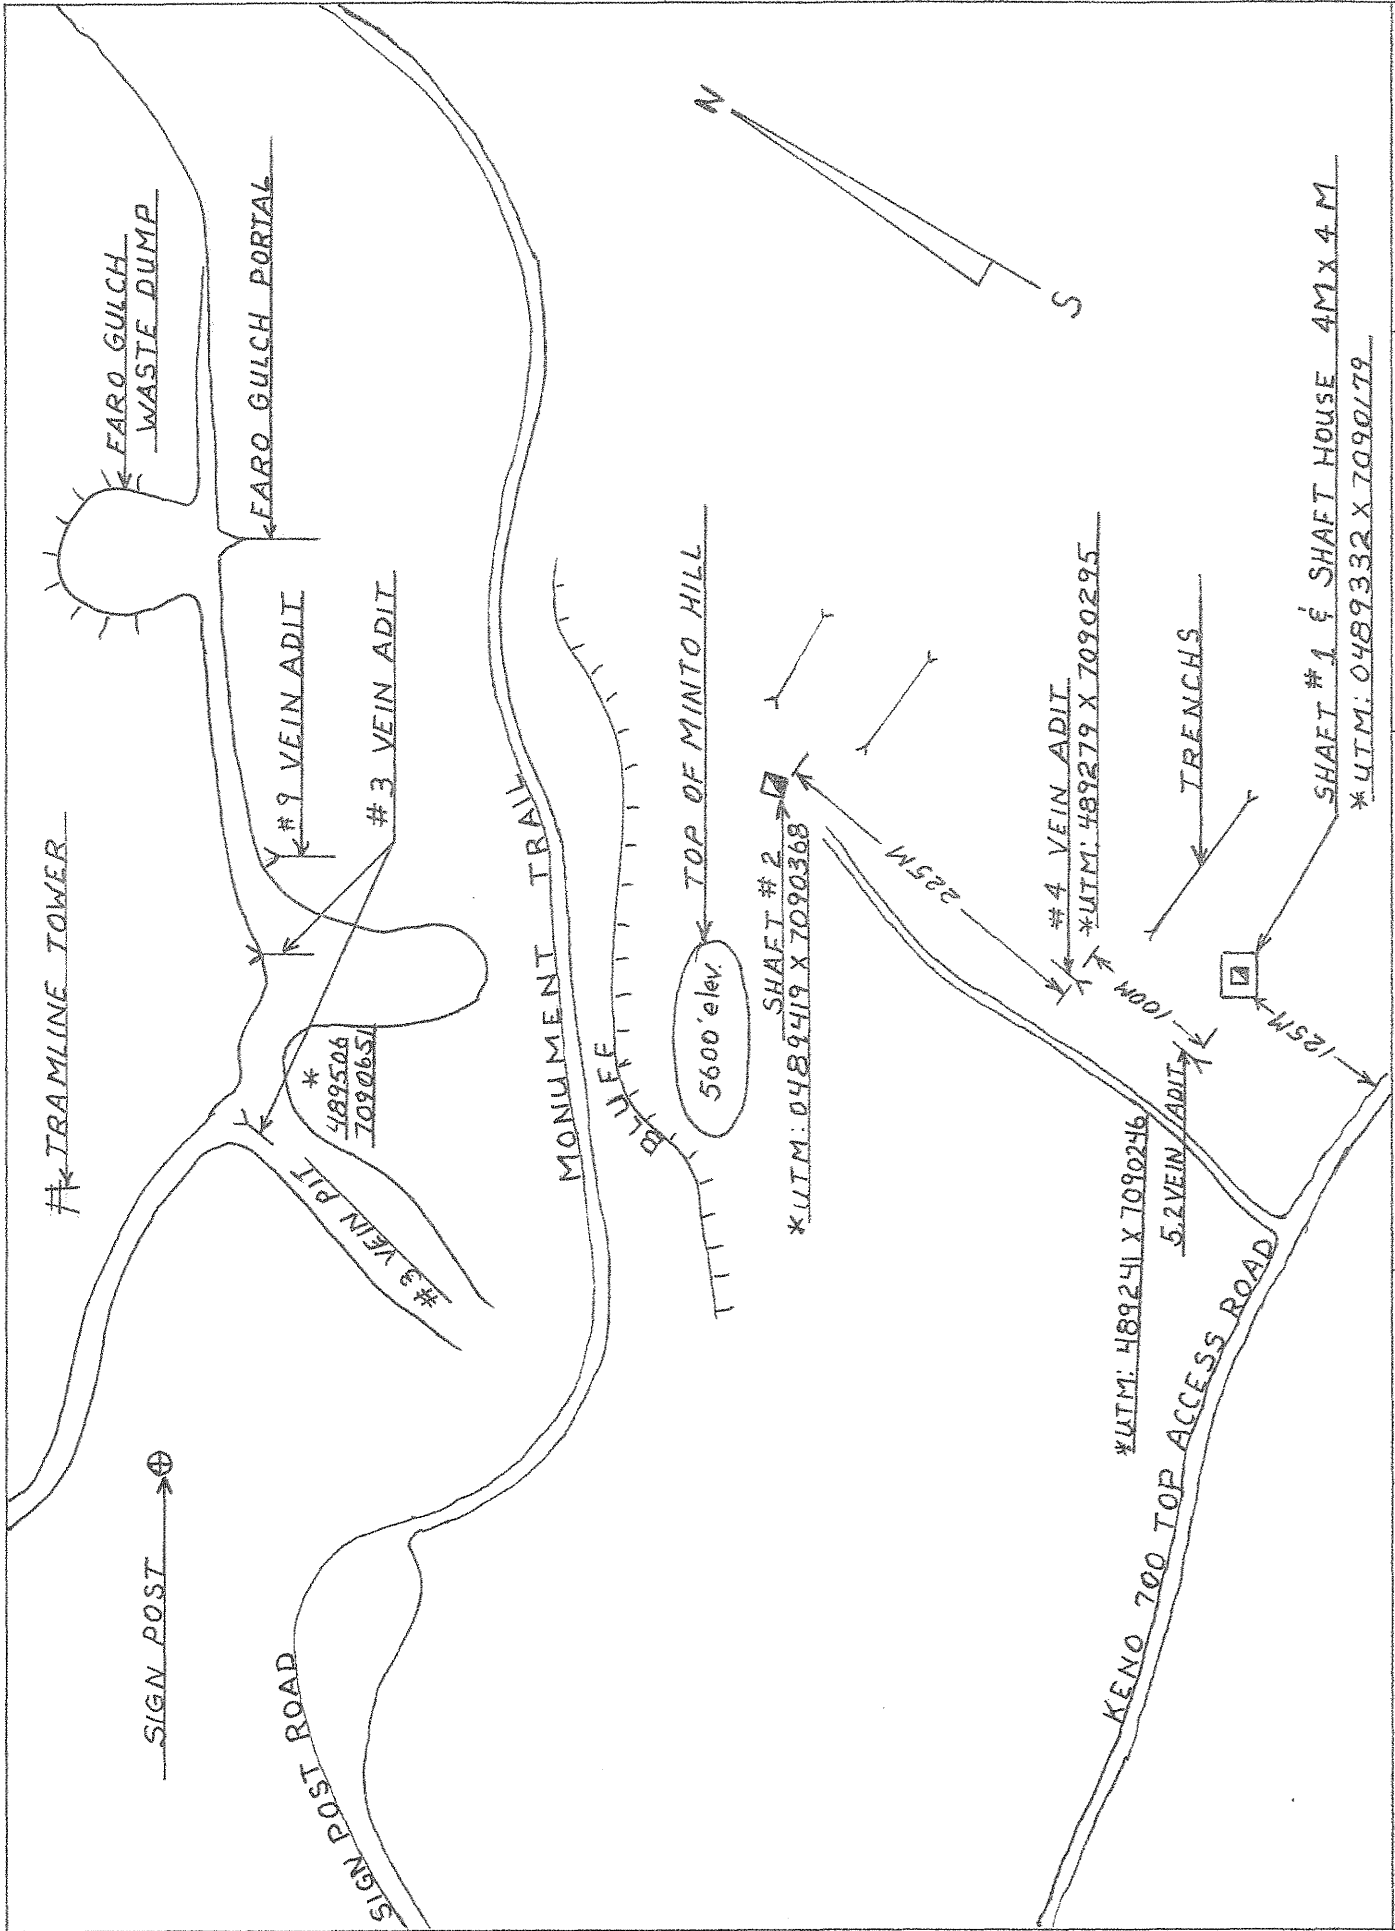 TRAMLINE TOWER
FARO GULCH
WASTE DUMP
FARO GULCH PORTAL
#9 VEIN ADIT
#3 VEIN ADIT
SIGN POST
*
489506
7090651
#3 VEIN PIT
SIGN POST ROAD
MONUMENT TRAIL
BLUFF
N
S
TOP OF MINTO HILL
5600' elev.
SHAFT #2
*UTM: 0489419 X 7090368
225M
#4 VEIN ADIT
*UTM: 489279 X 7090295
100M
TRENCHS
*UTM: 489241 X 7090246
5.2 VEIN ADIT
SHAFT #1 & SHAFT HOUSE 4M X 4 M
*UTM: 0489332 X 7090179
125M
KENO 700 TOP ACCESS ROAD